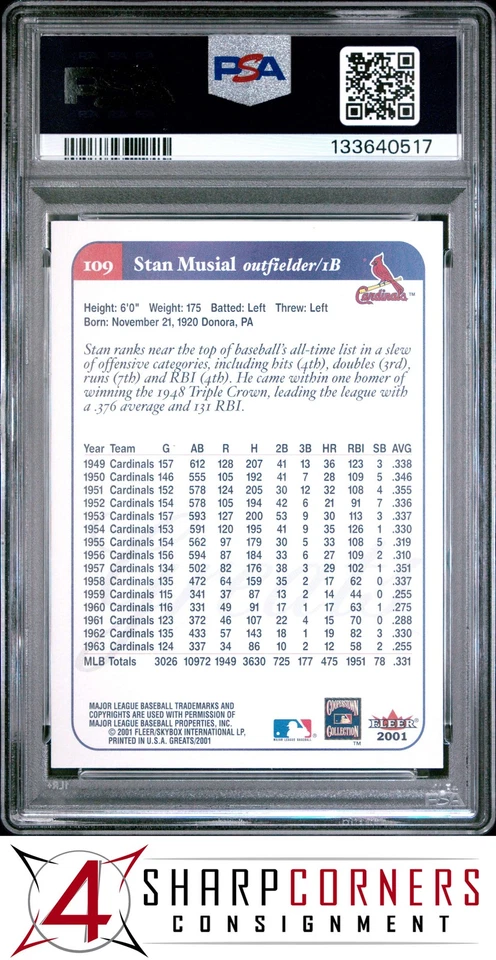 PSA
133640517
109 Stan Musial outfielder/1B
Cardinals™
Height: 6'0" Weight: 175 Batted: Left Threw: Left
Born: November 21, 1920 Donora, PA
Stan ranks near the top of baseball's all-time list in a slew
of offensive categories, including hits (4th), doubles (3rd),
runs (7th) and RBI (4th). He came within one homer of
winning the 1948 Triple Crown, leading the league with
a .376 average and 131 RBI.
Year Team G AB R H 2B 3B HR RBI SB AVG
1949 Cardinals 157 612 128 207 41 13 36 123 3 .338
1950 Cardinals 146 555 105 192 41 7 28 109 5 .346
1951 Cardinals 152 578 124 205 30 12 32 108 4 .355
1952 Cardinals 154 578 105 194 42 6 21 91 7 .336
1953 Cardinals 157 593 127 200 53 9 30 113 3 .337
1954 Cardinals 153 591 120 195 41 9 35 126 1 .330
1955 Cardinals 154 562 97 179 30 5 33 108 5 .319
1956 Cardinals 156 594 87 184 33 6 27 109 2 .310
1957 Cardinals 134 502 82 176 38 3 29 102 1 .351
1958 Cardinals 135 472 64 159 35 2 17 62 0 .337
1959 Cardinals 115 341 37 87 13 2 14 44 0 .255
1960 Cardinals 116 331 49 91 17 1 17 63 1 .275
1961 Cardinals 123 372 46 107 22 4 15 70 0 .288
1962 Cardinals 135 433 57 143 18 1 19 82 3 .330
1963 Cardinals 124 337 34 86 10 2 12 58 2 .255
MLB Totals 3026 10972 1949 3630 725 177 475 1951 78 .331
MAJOR LEAGUE BASEBALL TRADEMARKS AND
COPYRIGHTS ARE USED WITH PERMISSION OF
MAJOR LEAGUE BASEBALL PROPERTIES, INC.
© 2001 FLEER/SKYBOX INTERNATIONAL LP.
PRINTED IN U.S.A. GREATS/2001
MAJOR LEAGUE BASEBALL
COOPERSTOWN
COLLECTION
™
FLEER
2001
4
SHARPCORNERS
CONSIGNMENT